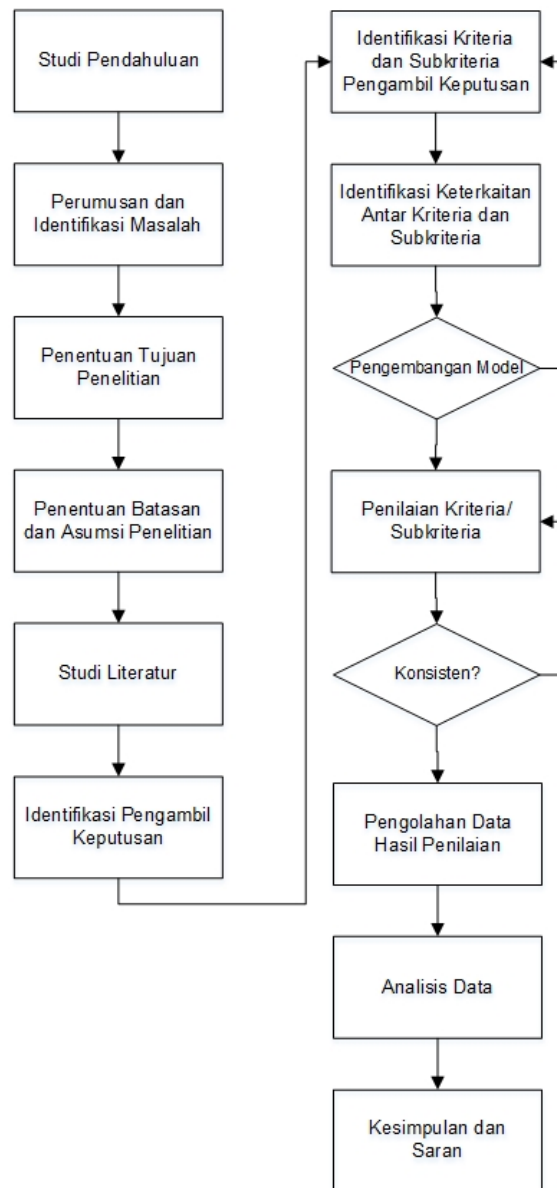 Studi Pendahuluan
Perumusan dan
Identifikasi Masalah
Penentuan Tujuan
Penelitian
Penentuan Batasan
dan Asumsi Penelitian
Studi Literatur
Identifikasi Pengambil
Keputusan
Identifikasi Kriteria
dan Subkriteria
Pengambil Keputusan
Identifikasi Keterkaitan
Antar Kriteria dan
Subkriteria
Pengembangan Model
Penilaian Kriteria/
Subkriteria
Konsisten?
Pengolahan Data
Hasil Penilaian
Analisis Data
Kesimpulan dan
Saran